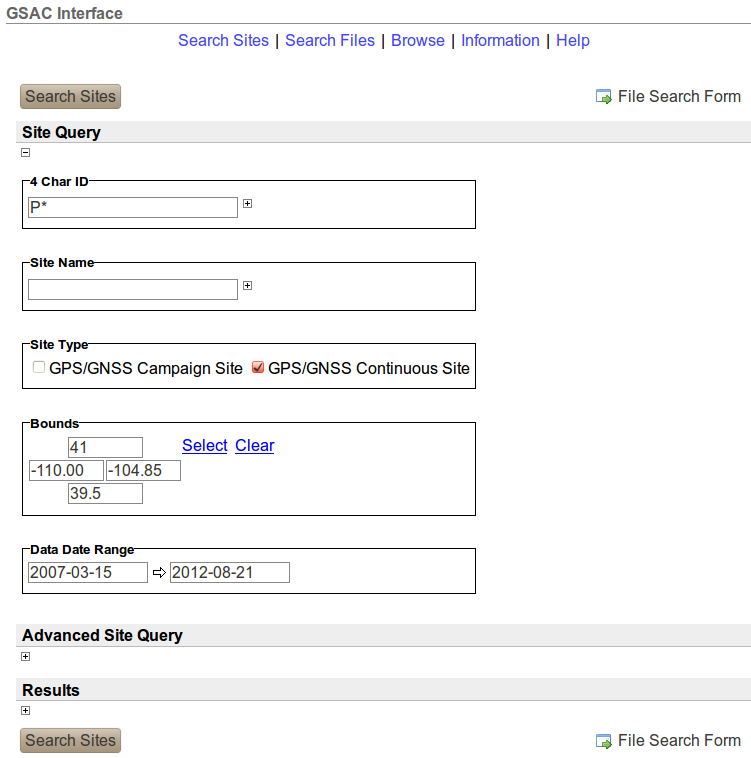 GSAC Interface
Search Sites | Search Files | Browse | Information | Help
Search Sites File Search Form
Site Query
4 Char ID
P*
Site Name
Site Type
GPS/GNSS Campaign Site GPS/GNSS Continuous Site
Bounds
41 Select Clear
-110.00 -104.85
39.5
Data Date Range
2007-03-15 2012-08-21
Advanced Site Query
Results
Search Sites File Search Form